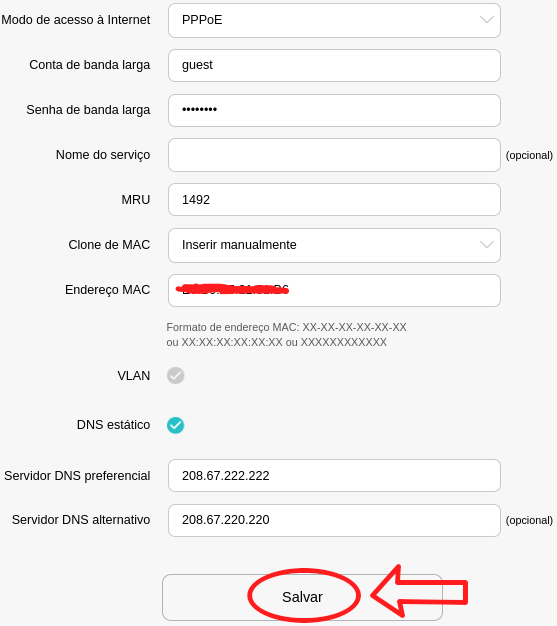 Modo de acesso à Internet PPPoE
Conta de banda larga guest
Senha de banda larga ••••••••
Nome do serviço (opcional)
MRU 1492
Clone de MAC Inserir manualmente
Endereço MAC
Formato de endereço MAC: XX-XX-XX-XX-XX-XX
ou XX:XX:XX:XX:XX:XX ou XXXXXXXXXXXX
VLAN
DNS estático
Servidor DNS preferencial 208.67.222.222
Servidor DNS alternativo 208.67.220.220 (opcional)
Salvar